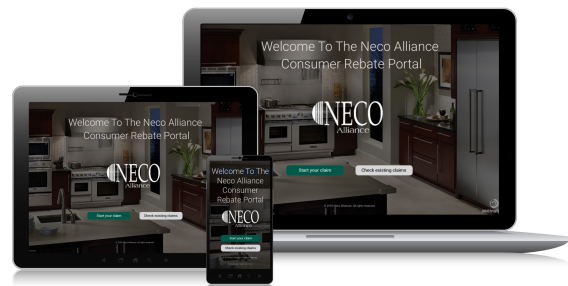 Welcome To The Neco Alliance
Consumer Rebate Portal
NECO
Alliance
Start your claim
Check existing claims
Welcome To The Neco Alliance
Consumer Rebate Portal
NECO
Alliance
Start your claim
Check existing claims
Welcome To The
Neco Alliance
Consumer
Rebate Portal
NECO
Alliance
Start your claim
Check existing claims